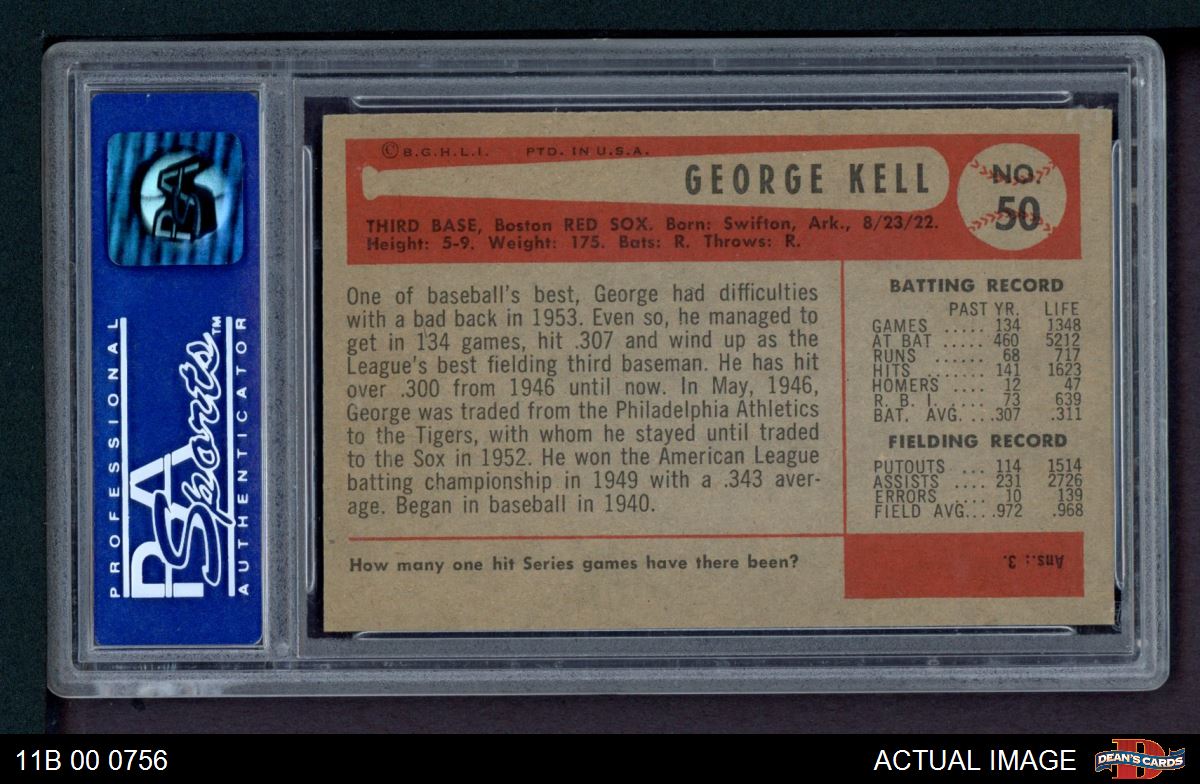 PROFESSIONAL
PSA
Sports™
AUTHENTICATOR
PSA
© B.G.H.L.I. PTD. IN U.S.A.
GEORGE KELL
NO.
50
THIRD BASE, Boston RED SOX. Born: Swifton, Ark., 8/23/22.
Height: 5-9. Weight: 175. Bats: R. Throws: R.
One of baseball's best, George had difficulties
with a bad back in 1953. Even so, he managed to
get in 134 games, hit .307 and wind up as the
League's best fielding third baseman. He has hit
over .300 from 1946 until now. In May, 1946,
George was traded from the Philadelphia Athletics
to the Tigers, with whom he stayed until traded
to the Sox in 1952. He won the American League
batting championship in 1949 with a .343 aver-
age. Began in baseball in 1940.
BATTING RECORD
PAST YR. LIFE
GAMES ..... 134 1348
AT BAT ..... 460 5212
RUNS ...... 68 717
HITS ...... 141 1623
HOMERS .... 12 47
R. B. I. .... 73 639
BAT. AVG. ...307 .311
FIELDING RECORD
PUTOUTS ... 114 1514
ASSISTS .... 231 2726
ERRORS .... 10 139
FIELD AVG....972 .968
How many one hit Series games have there been?
Ans.: 3.
11B 00 0756
ACTUAL IMAGE
D
DEAN'S CARDS